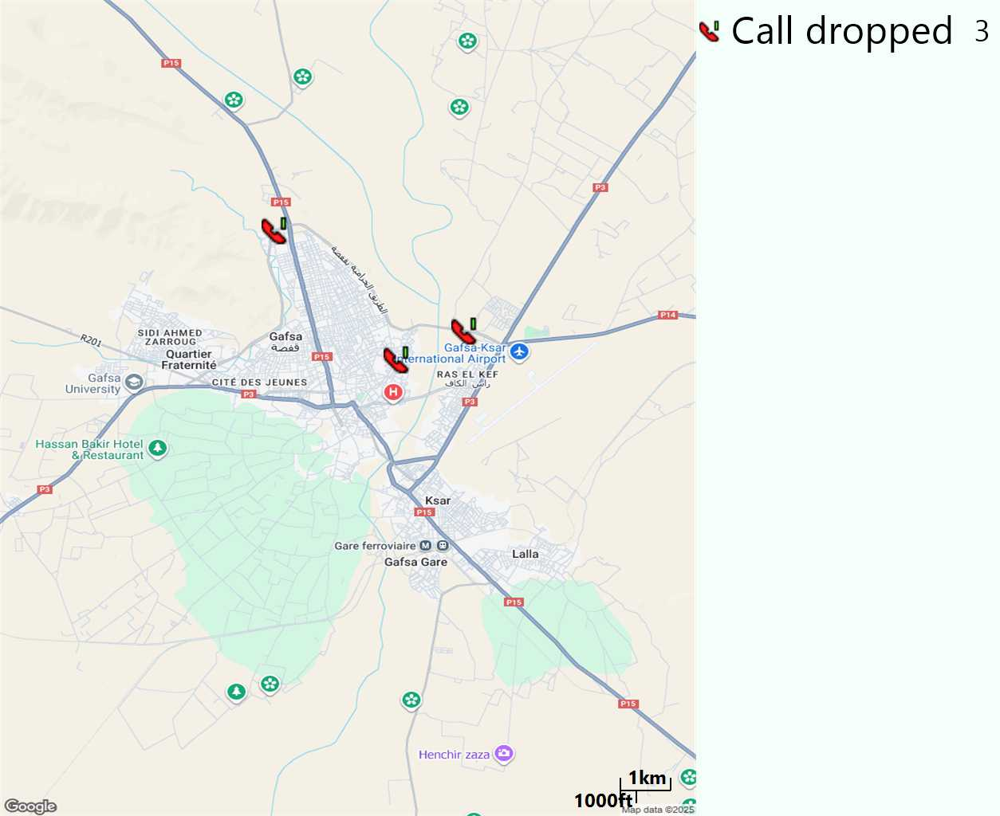 Call dropped 3
P15
P3
P15
الطريق الحزامية بقفصة
P14
SIDI AHMED
ZARROUG
R201
Gafsa
قفصة
Quartier
Fraternité
P15
Gafsa-Ksar
International Airport
RAS EL KEF
راس الكاف
Gafsa
University
CITÉ DES JEUNES
P3
H
P3
Hassan Bakir Hotel
& Restaurant
P3
Ksar
P15
Gare ferroviaire M
Gafsa Gare
Lalla
P15
P15
Henchir zaza
1km
1000ft
Google
Map data ©2025